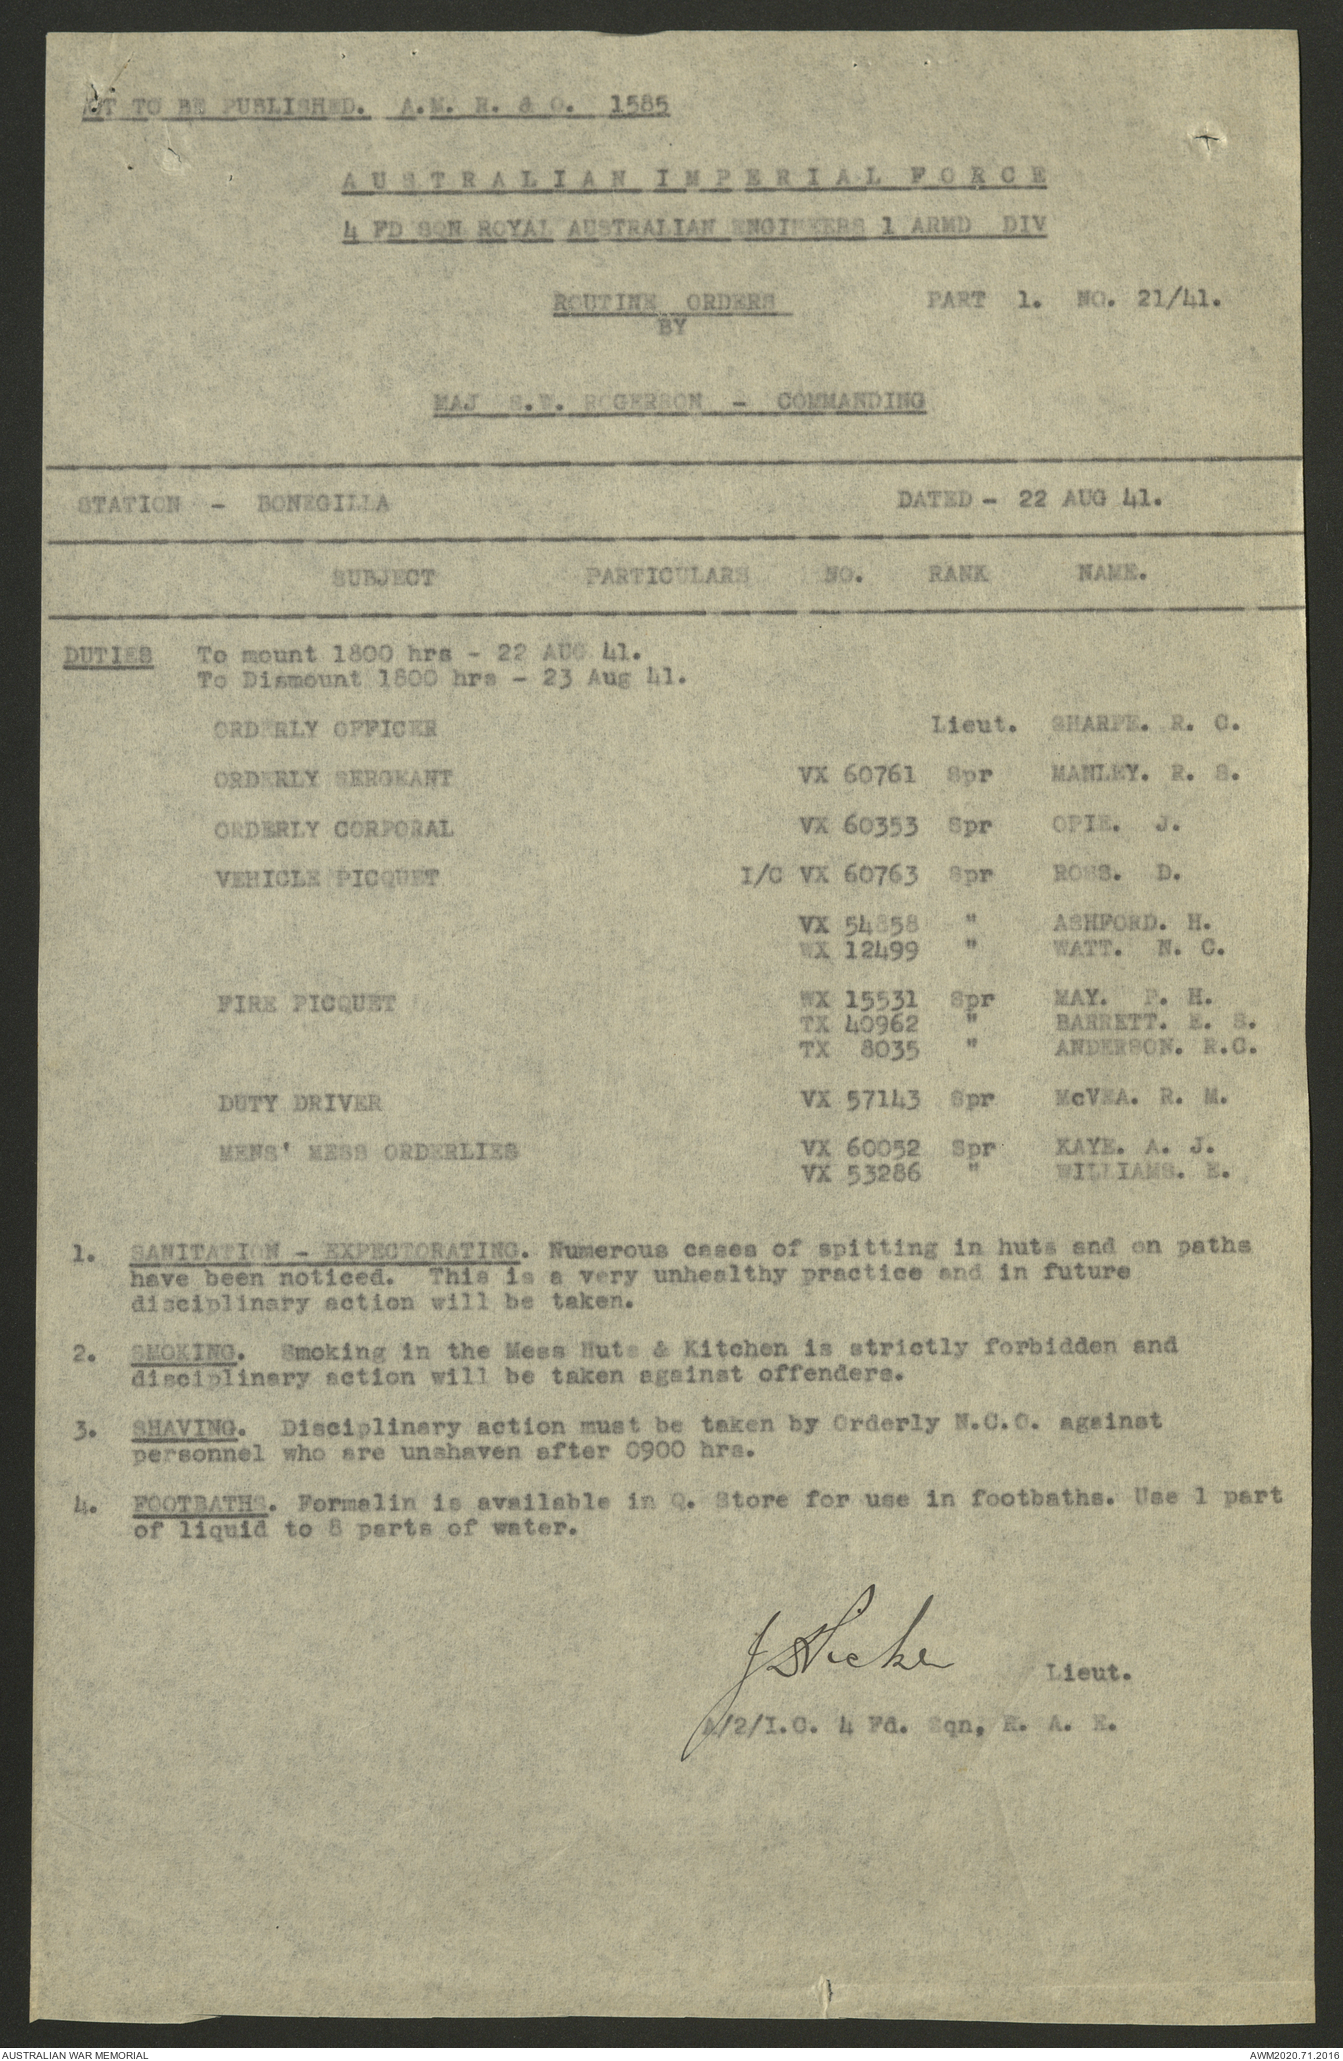 NOT TO BE PUBLISHED. A.M. R. & O. 1585
AUSTRALIAN IMPERIAL FORCE
4 FD SQN ROYAL AUSTRALIAN ENGINEERS 1 ARMD DIV
ROUTINE ORDERS PART 1. NO. 21/41.
BY
MAJ S.W. ROGERSON - COMMANDING
STATION - BONEGILLA DATED - 22 AUG 41.
SUBJECT PARTICULARS NO. RANK NAME.
DUTIES To mount 1800 hrs - 22 AUG 41.
To Dismount 1800 hrs - 23 Aug 41.
ORDERLY OFFICER Lieut. SHARPE. R. C.
ORDERLY SERGEANT VX 60761 Spr MANLEY. R. S.
ORDERLY CORPORAL VX 60353 Spr OPIE. J.
VEHICLE PICQUET I/C VX 60763 Spr ROSS. D.
VX 54858 " ASHFORD. H.
WX 12499 " WATT. N. C.
FIRE PICQUET WX 15531 Spr MAY. P. H.
TX 40962 " BARRETT. E. S.
TX 8035 " ANDERSON. R.C.
DUTY DRIVER VX 57143 Spr McVEA. R. M.
MENS' MESS ORDERLIES VX 60052 Spr KAYE. A. J.
VX 53286 " WILLIAMS. E.
1. SANITATION - EXPECTORATING. Numerous cases of spitting in huts and on paths
have been noticed. This is a very unhealthy practice and in future
disciplinary action will be taken.
2. SMOKING. Smoking in the Mess Huts & Kitchen is strictly forbidden and
disciplinary action will be taken against offenders.
3. SHAVING. Disciplinary action must be taken by Orderly N.C.O. against
personnel who are unshaven after 0900 hrs.
4. FOOTBATHS. Formalin is available in Q. Store for use in footbaths. Use 1 part
of liquid to 8 parts of water.
Lieut.
A/2/I.C. 4 Fd. Sqn, R. A. E.
AUSTRALIAN WAR MEMORIAL AWM2020.71.2016